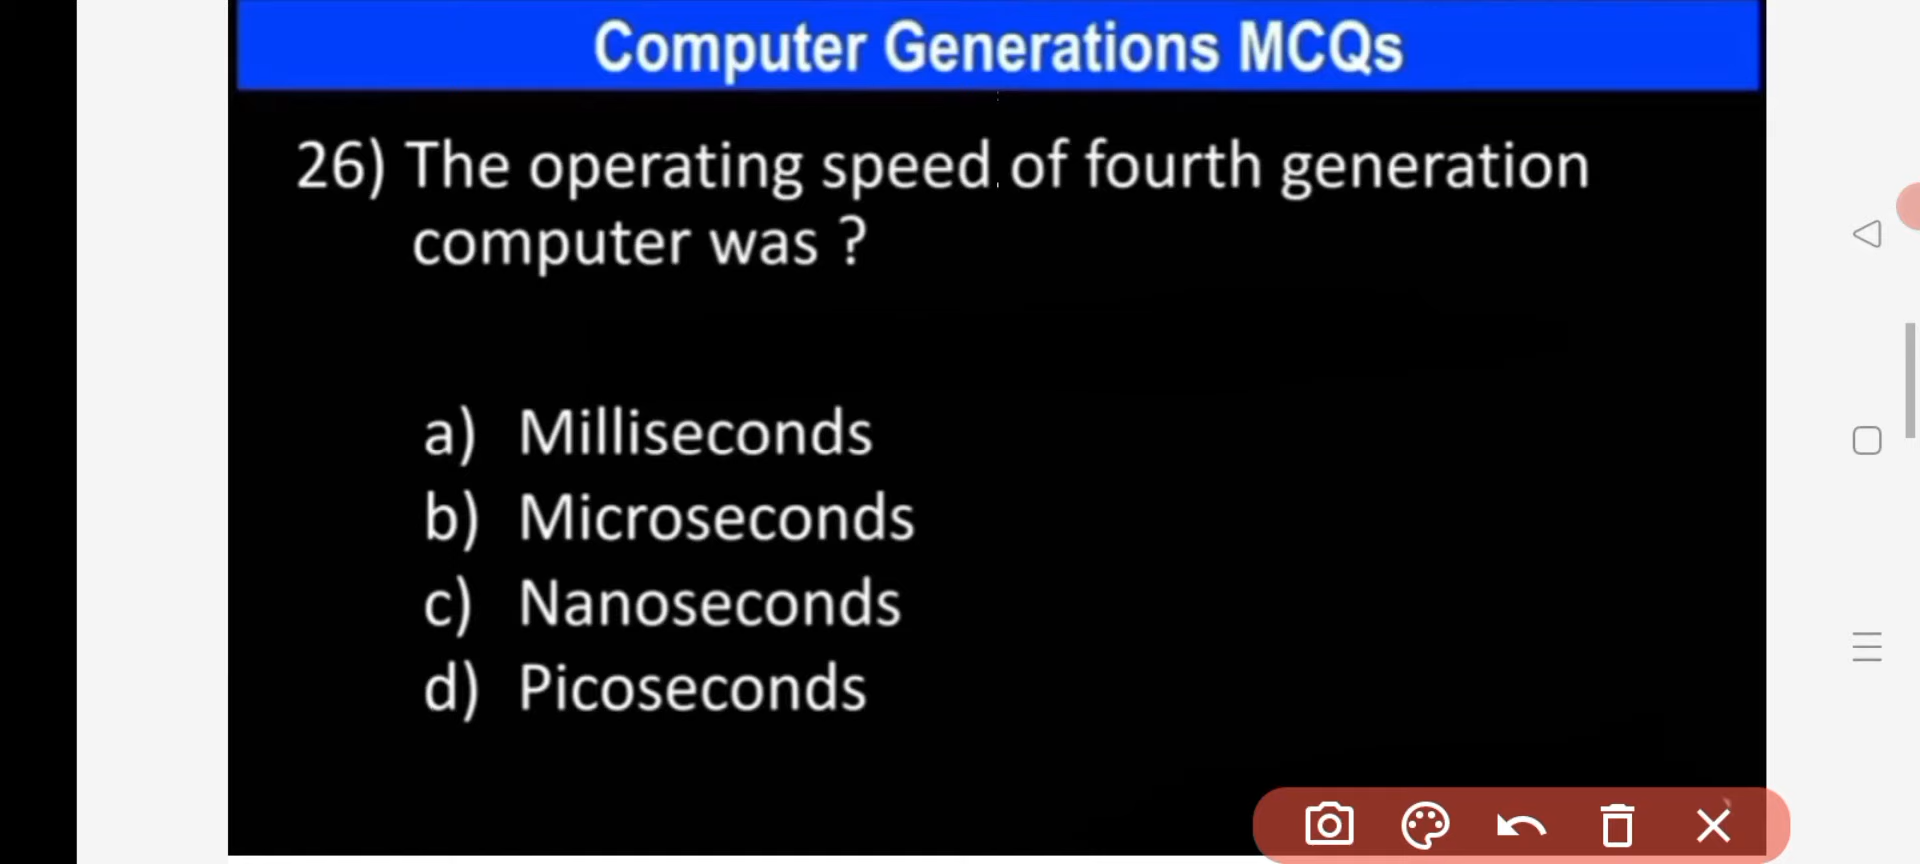 Computer Generations MCQs
26) The operating speed of fourth generation
computer was ?
a) Milliseconds
b) Microseconds
c) Nanoseconds
d) Picoseconds